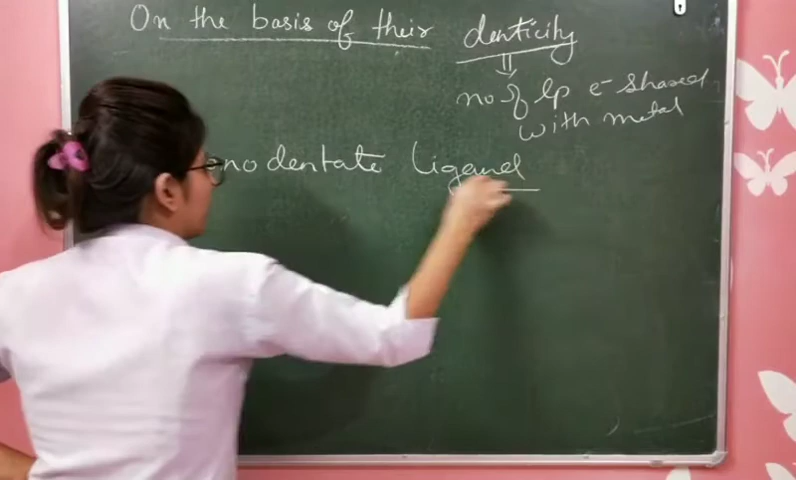 On the basis of their denticity
no of lp e- shared
with metal
nodentate ligand